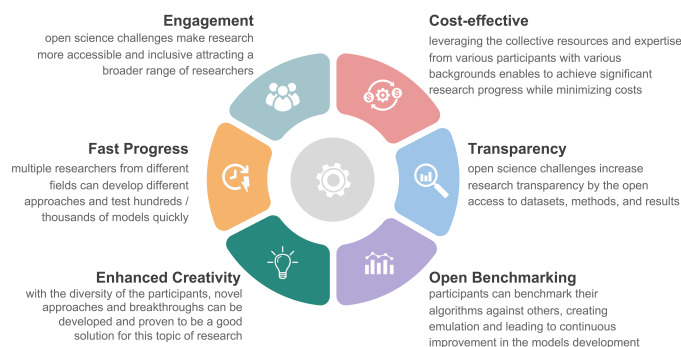 Engagement
open science challenges make research
more accessible and inclusive attracting a
broader range of researchers
Cost-effective
leveraging the collective resources and expertise
from various participants with various
backgrounds enables to achieve significant
research progress while minimizing costs
Fast Progress
multiple researchers from different
fields can develop different
approaches and test hundreds /
thousands of models quickly
Transparency
open science challenges increase
research transparency by the open
access to datasets, methods, and results
Enhanced Creativity
with the diversity of the participants, novel
approaches and breakthroughs can be
developed and proven to be a good
solution for this topic of research
Open Benchmarking
participants can benchmark their
algorithms against others, creating
emulation and leading to continuous
improvement in the models development
$
$